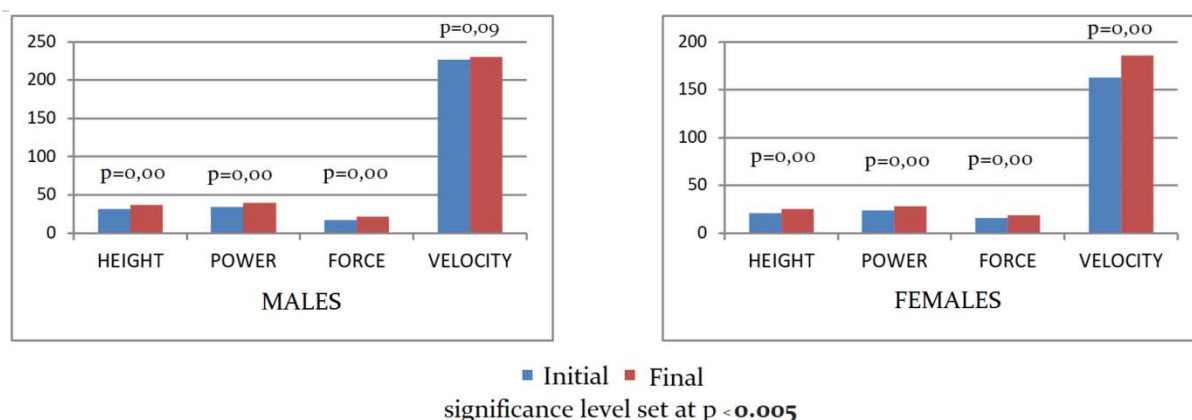 p=0,09
250
200
150
100
50
0
p=0,00 p=0,00 p=0,00
HEIGHT POWER FORCE VELOCITY
MALES
p=0,00
200
150
100
50
0
p=0,00 p=0,00 p=0,00
HEIGHT POWER FORCE VELOCITY
FEMALES
Initial Final
significance level set at p <0.005